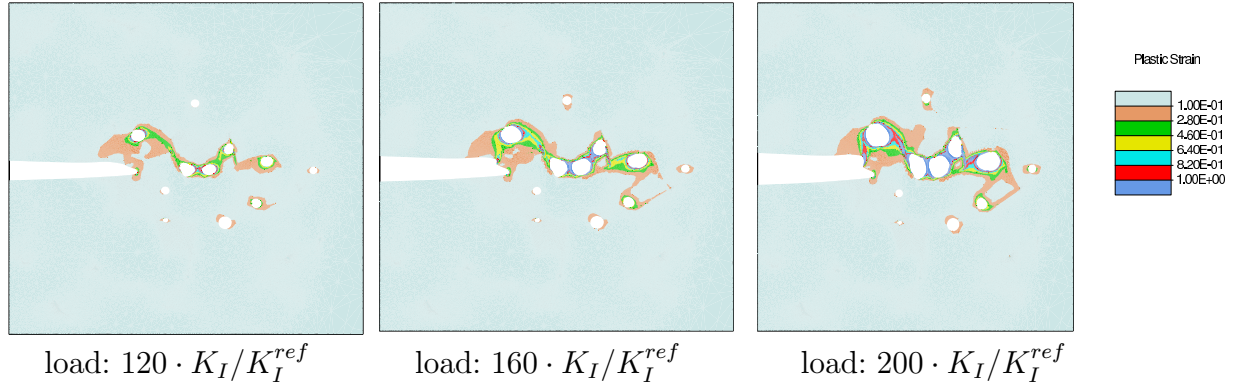 Plastic Strain
1.00E-01
2.80E-01
4.60E-01
6.40E-01
8.20E-01
1.00E+00
load: 120 · K_I/K_I^{ref}
load: 160 · K_I/K_I^{ref}
load: 200 · K_I/K_I^{ref}